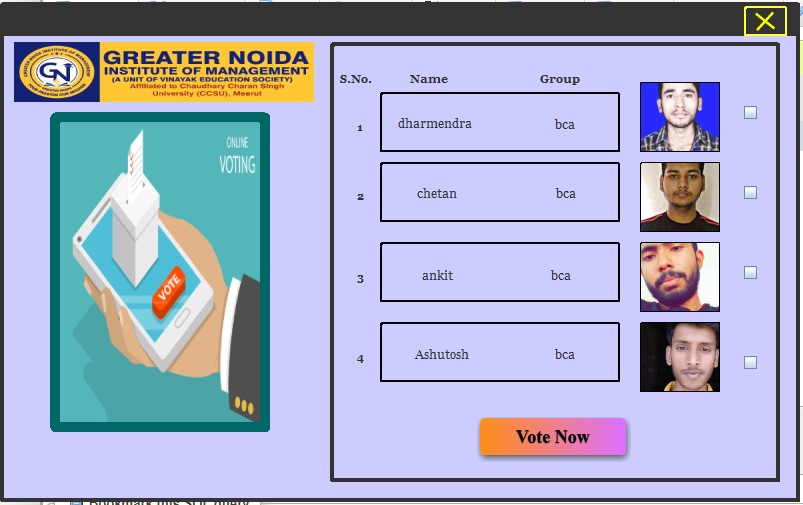 GREATER NOIDA
INSTITUTE OF MANAGEMENT
(A UNIT OF VINAYAK EDUCATION SOCIETY)
Affiliated to Chaudhary Charan Singh
University (CCSU), Meerut
GN
ONLINE
VOTING
VOTE
S.No. Name Group
1 dharmendra bca
2 chetan bca
3 ankit bca
4 Ashutosh bca
Vote Now